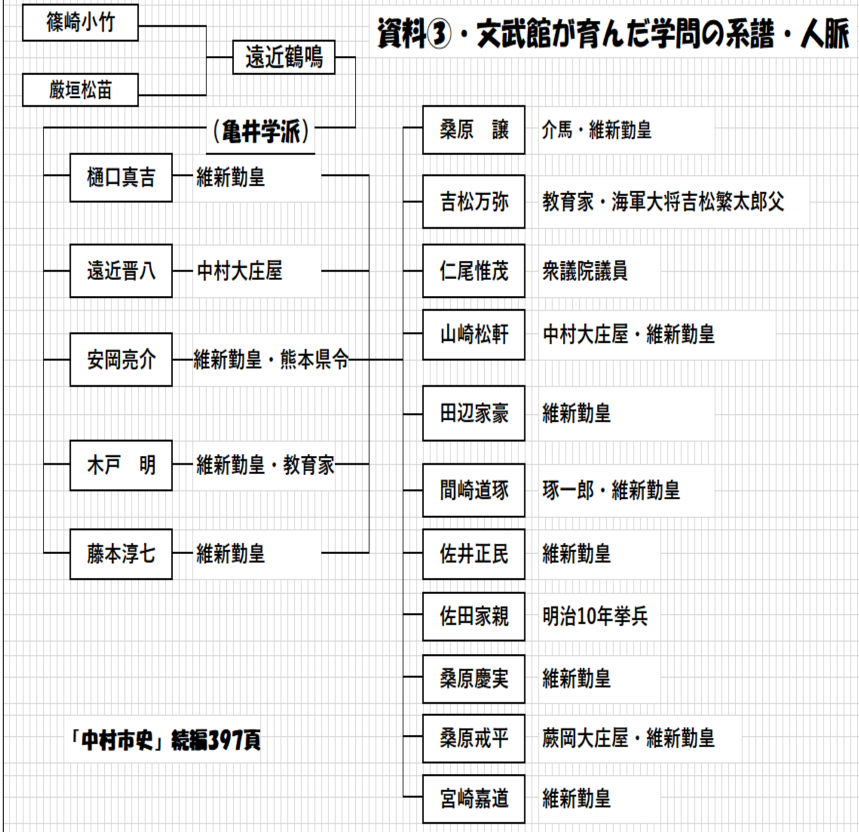 資料③・文武館が育んだ学問の系譜・人脈
篠崎小竹
厳垣松苗
遠近鶴鳴
(亀井学派)
樋口真吉 維新勤皇
遠近晋八 中村大庄屋
安岡亮介 維新勤皇・熊本県令
木戸 明 維新勤皇・教育家
藤本淳七 維新勤皇
桑原 譲 介馬・維新勤皇
吉松万弥 教育家・海軍大将吉松繁太郎父
仁尾惟茂 衆議院議員
山崎松軒 中村大庄屋・維新勤皇
田辺家豪 維新勤皇
間崎道琢 琢一郎・維新勤皇
佐井正民 維新勤皇
佐田家親 明治10年挙兵
桑原慶実 維新勤皇
桑原戒平 蕨岡大庄屋・維新勤皇
宮崎嘉道 維新勤皇
「中村市史」続編397頁